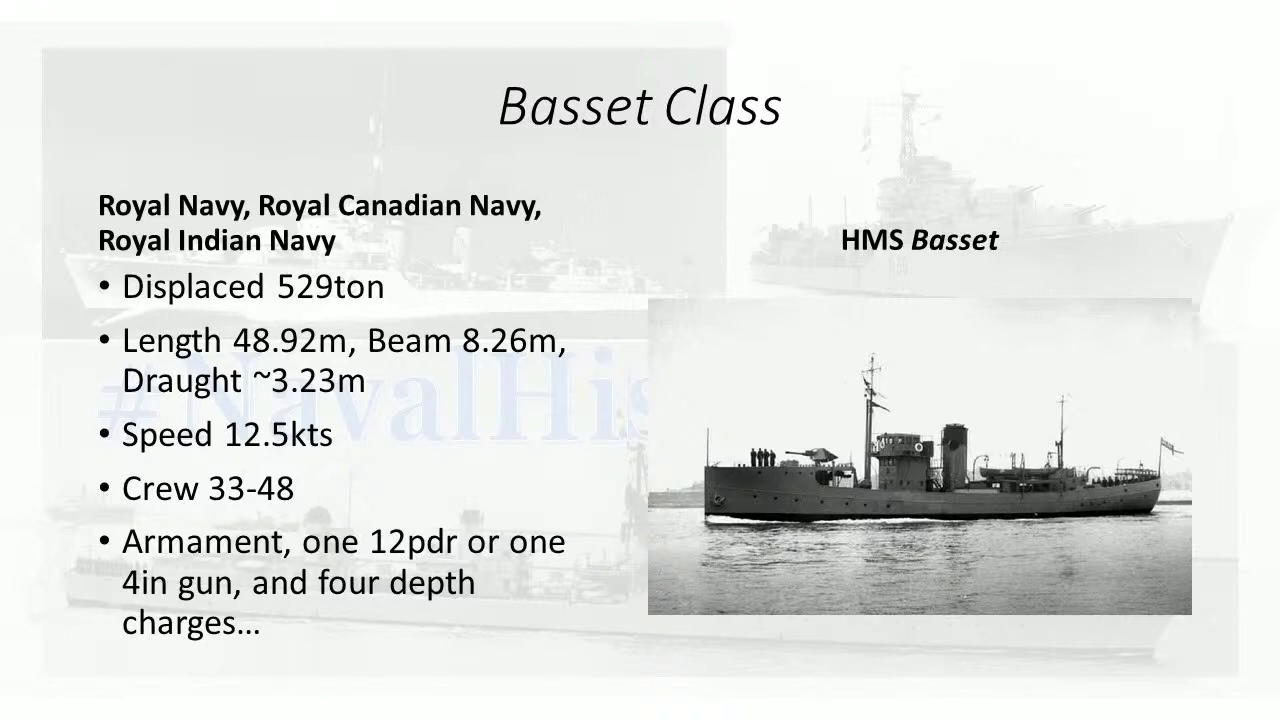 Basset Class
Royal Navy, Royal Canadian Navy,
Royal Indian Navy
• Displaced 529ton
• Length 48.92m, Beam 8.26m,
Draught ~3.23m
• Speed 12.5kts
• Crew 33-48
• Armament, one 12pdr or one
4in gun, and four depth
charges…
HMS Basset
#NavalHis